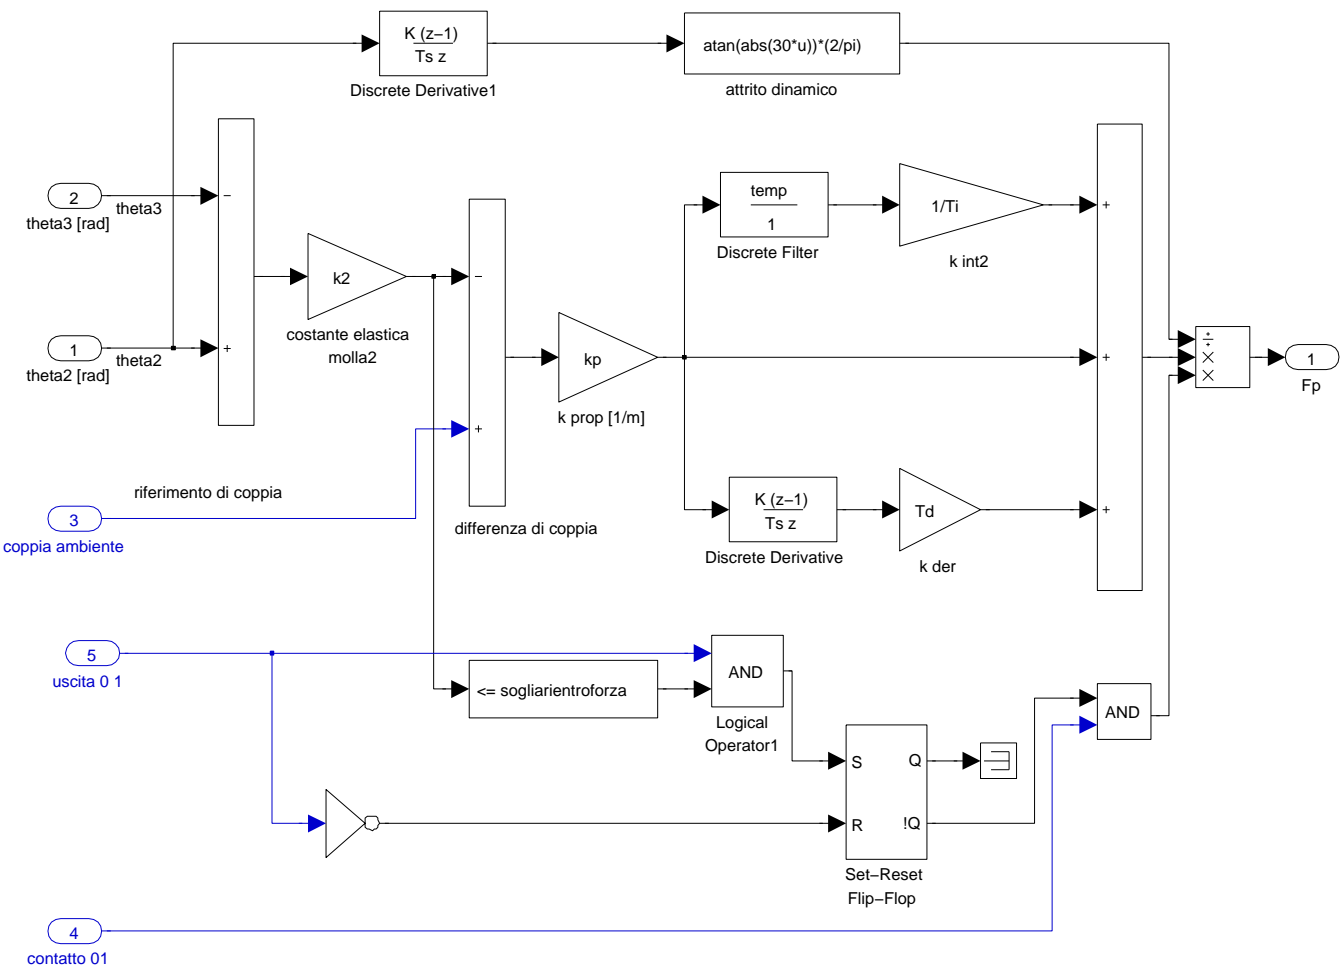 K (z−1)
Ts z
Discrete Derivative1
atan(abs(30*u))*(2/pi)
attrito dinamico
2
theta3
theta3 [rad]
−
1
theta2
theta2 [rad]
+
k2
costante elastica
molla2
−
+
riferimento di coppia
3
coppia ambiente
differenza di coppia
kp
k prop [1/m]
temp
1
Discrete Filter
1/Ti
k int2
K (z−1)
Ts z
Discrete Derivative
Td
k der
+
+
+
÷
×
×
1
Fp
5
uscita 0 1
<= sogliarientroforza
AND
Logical
Operator1
S
Q
R
!Q
Set−Reset
Flip−Flop
AND
4
contatto 01